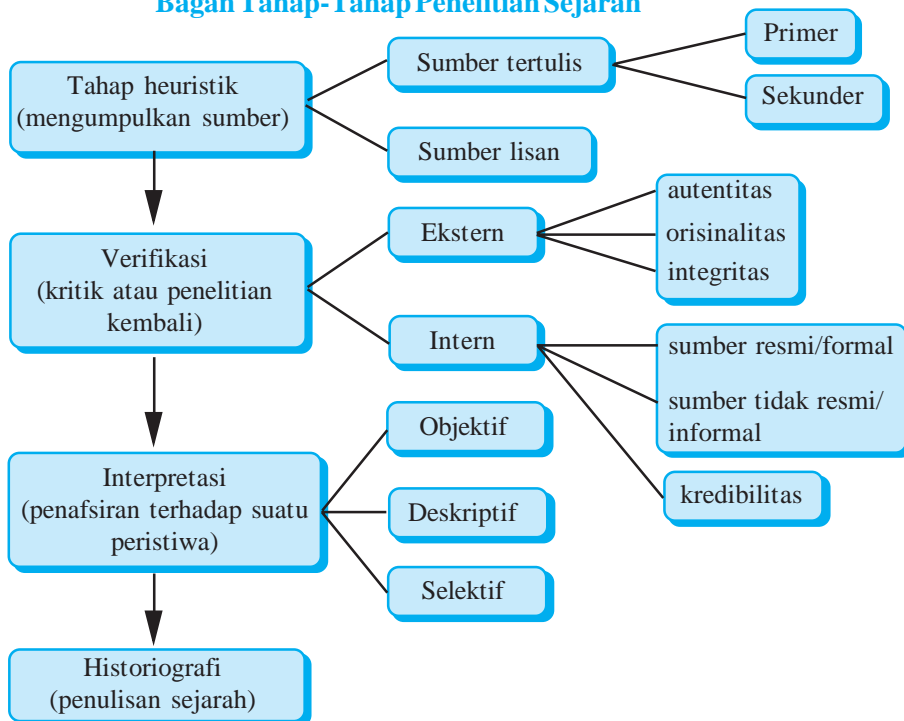 Bagan Tahap-Tahap Penelitian Sejarah
Tahap heuristik
(mengumpulkan sumber)
Sumber tertulis
Primer
Sekunder
Sumber lisan
Verifikasi
(kritik atau penelitian
kembali)
Ekstern
autentitas
orisinalitas
integritas
Intern
sumber resmi/formal
sumber tidak resmi/
informal
kredibilitas
Interpretasi
(penafsiran terhadap suatu
peristiwa)
Objektif
Deskriptif
Selektif
Historiografi
(penulisan sejarah)